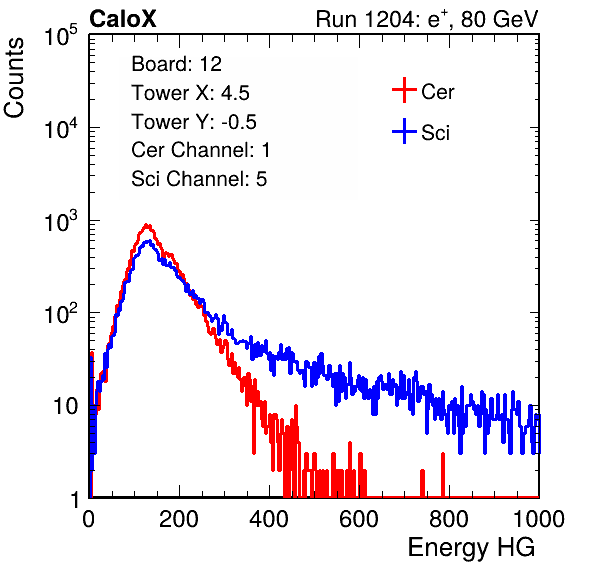 CaloX Run 1204: e⁺, 80 GeV
Counts
10⁵
10⁴
10³
10²
10
1
Board: 12
Tower X: 4.5
Tower Y: -0.5
Cer Channel: 1
Sci Channel: 5
Cer
Sci
0 200 400 600 800 1000
Energy HG